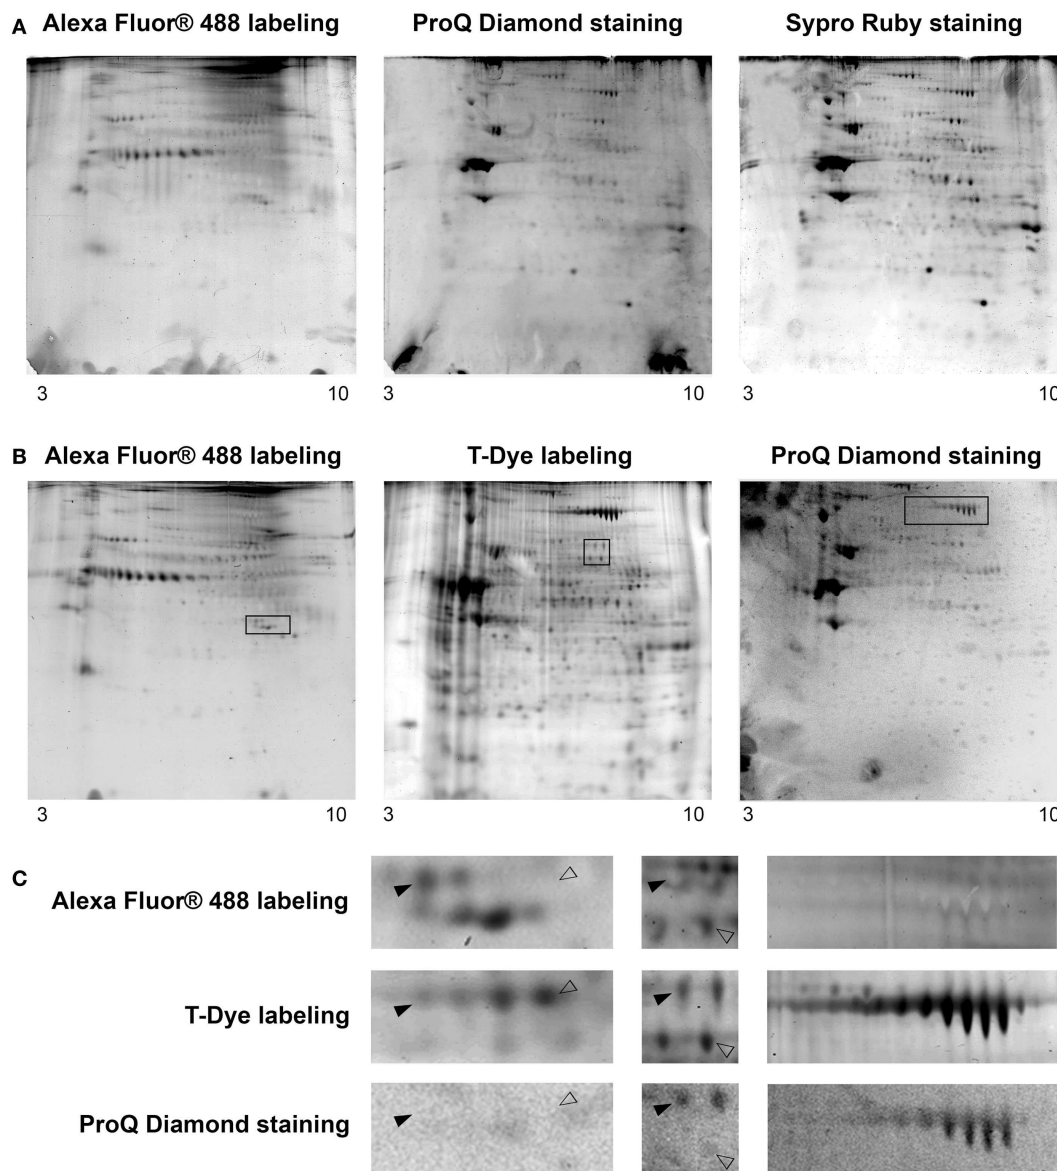 A Alexa Fluor® 488 labeling ProQ Diamond staining Sypro Ruby staining
3 10 3 10 3 10
B Alexa Fluor® 488 labeling T-Dye labeling ProQ Diamond staining
3 10 3 10 3 10
C
Alexa Fluor® 488 labeling
T-Dye labeling
ProQ Diamond staining